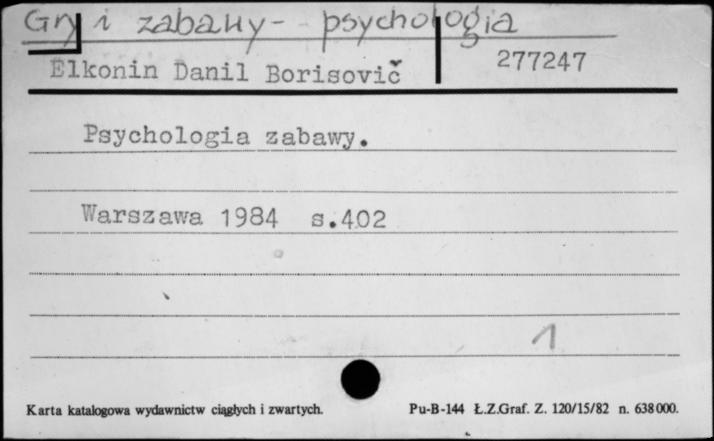 Gry i zabawy - psychologia
Elkonin Danil Borisovič
277247
Psychologia zabawy.
Warszawa 1984 s.402
1
Karta katalogowa wydawnictw ciągłych i zwartych.
Pu-B-144 Ł.Z.Graf. Z. 120/15/82 n. 638000.